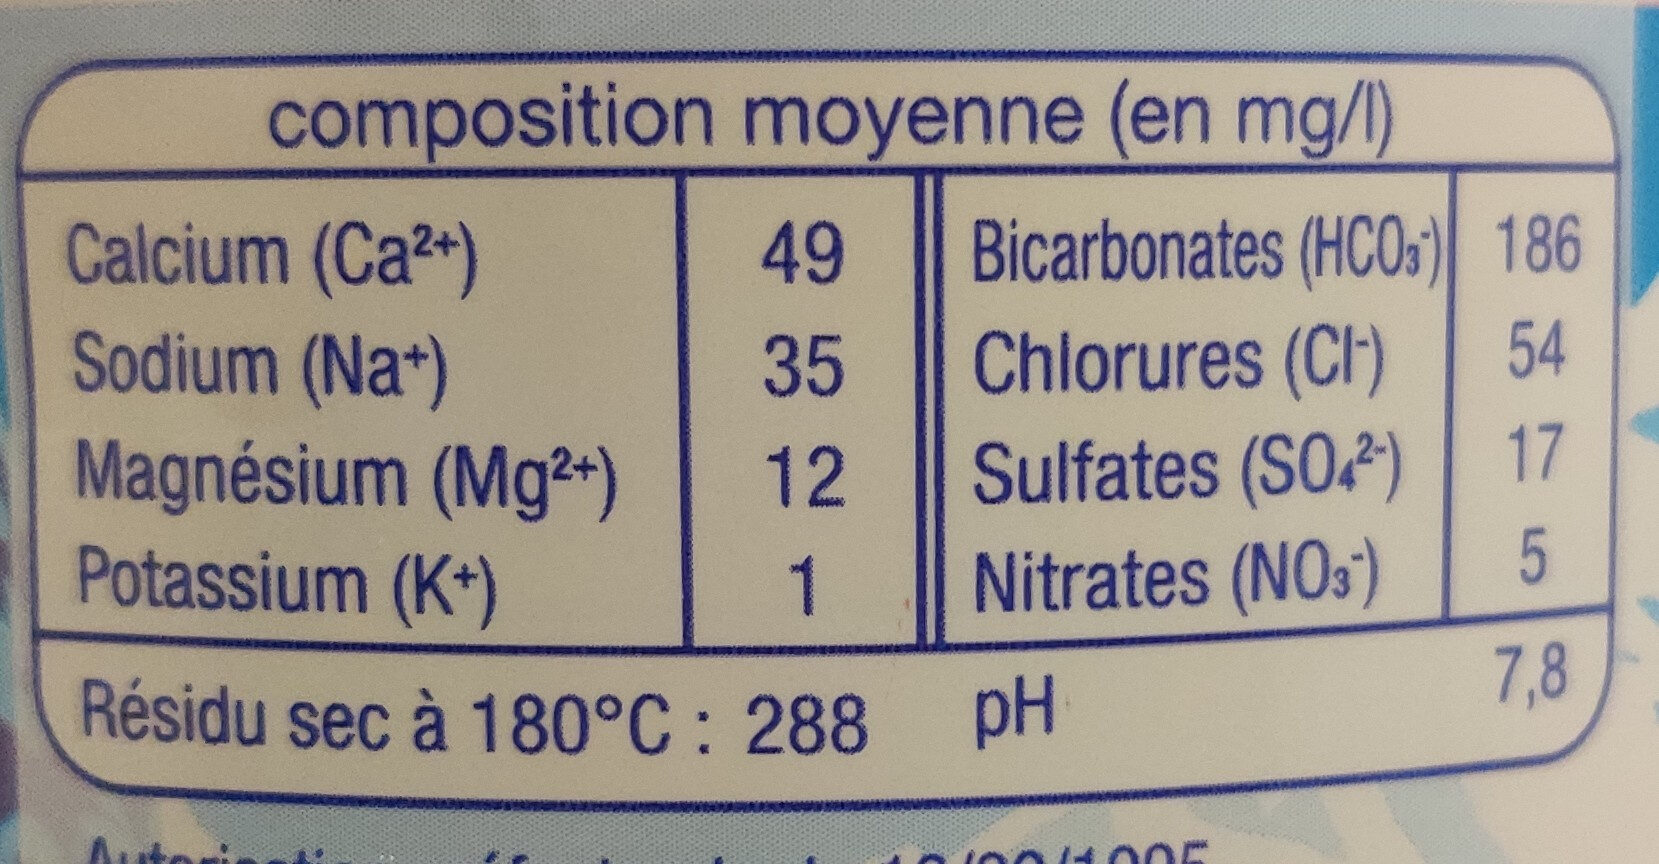 composition moyenne (en mg/l)
Calcium (Ca²⁺) 49 Bicarbonates (HCO₃⁻) 186
Sodium (Na⁺) 35 Chlorures (Cl⁻) 54
Magnésium (Mg²⁺) 12 Sulfates (SO₄²⁻) 17
Potassium (K⁺) 1 Nitrates (NO₃⁻) 5
Résidu sec à 180°C : 288 pH 7,8